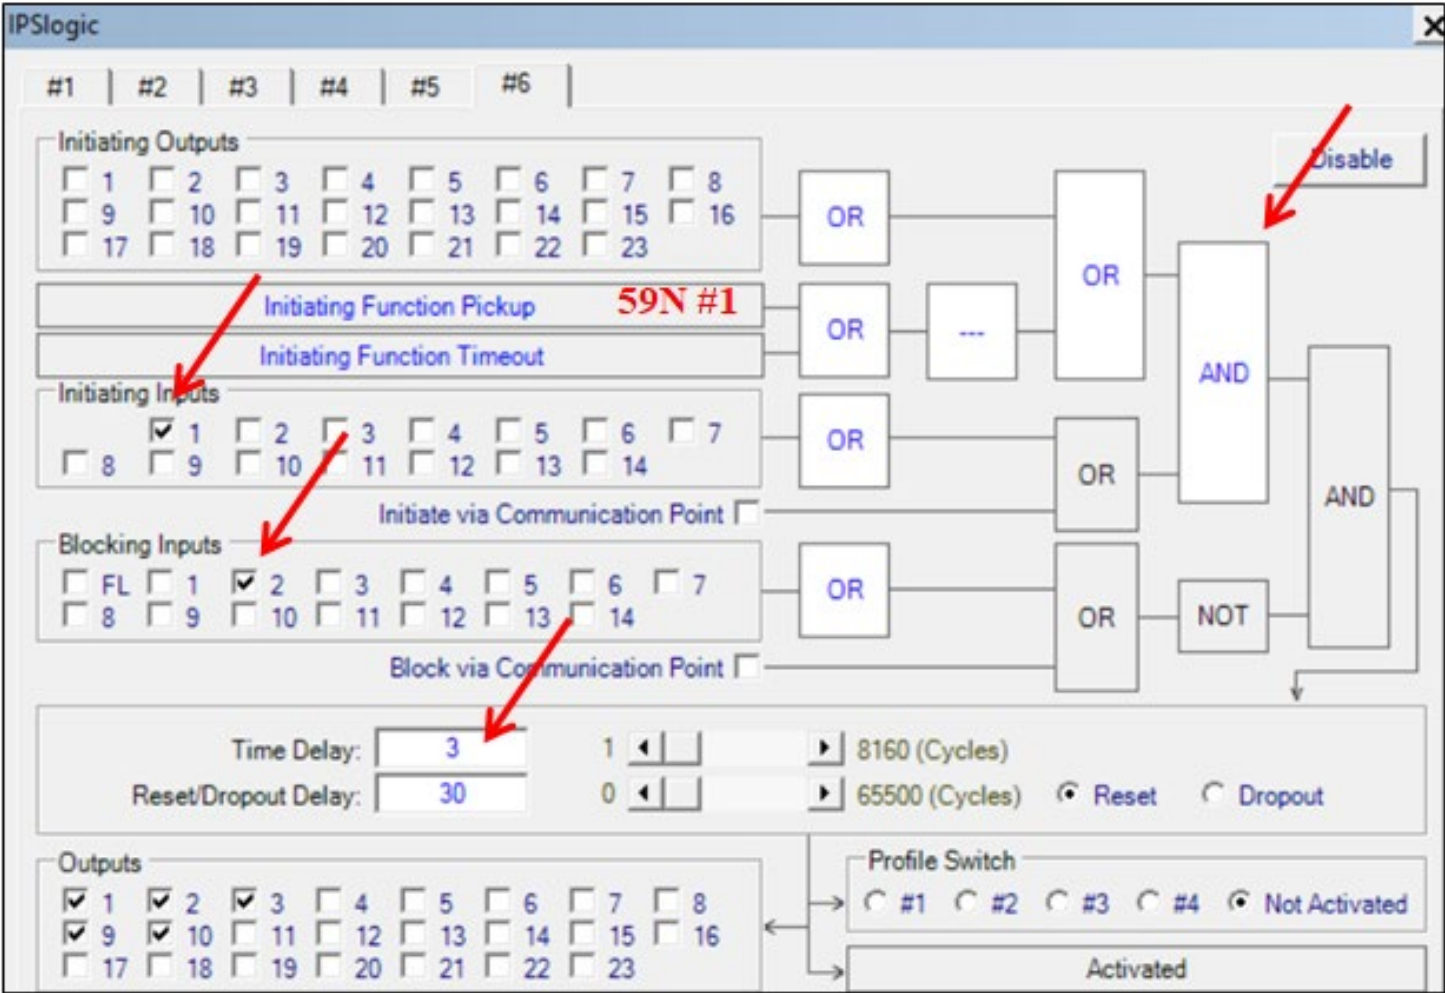 IPSlogic
#1 #2 #3 #4 #5 #6
Initiating Outputs
Disable
1 2 3 4 5 6 7 8
9 10 11 12 13 14 15 16
17 18 19 20 21 22 23
OR
OR
Initiating Function Pickup 59N #1
Initiating Function Timeout
OR
---
AND
Initiating Inputs
1 2 3 4 5 6 7
8 9 10 11 12 13 14
OR
OR
AND
Initiate via Communication Point
Blocking Inputs
FL 1 2 3 4 5 6 7
8 9 10 11 12 13 14
OR
OR
NOT
Block via Communication Point
Time Delay: 3 1 8160 (Cycles)
Reset/Dropout Delay: 30 0 65500 (Cycles) Reset Dropout
Outputs
1 2 3 4 5 6 7 8
9 10 11 12 13 14 15 16
17 18 19 20 21 22 23
Profile Switch
#1 #2 #3 #4 Not Activated
Activated